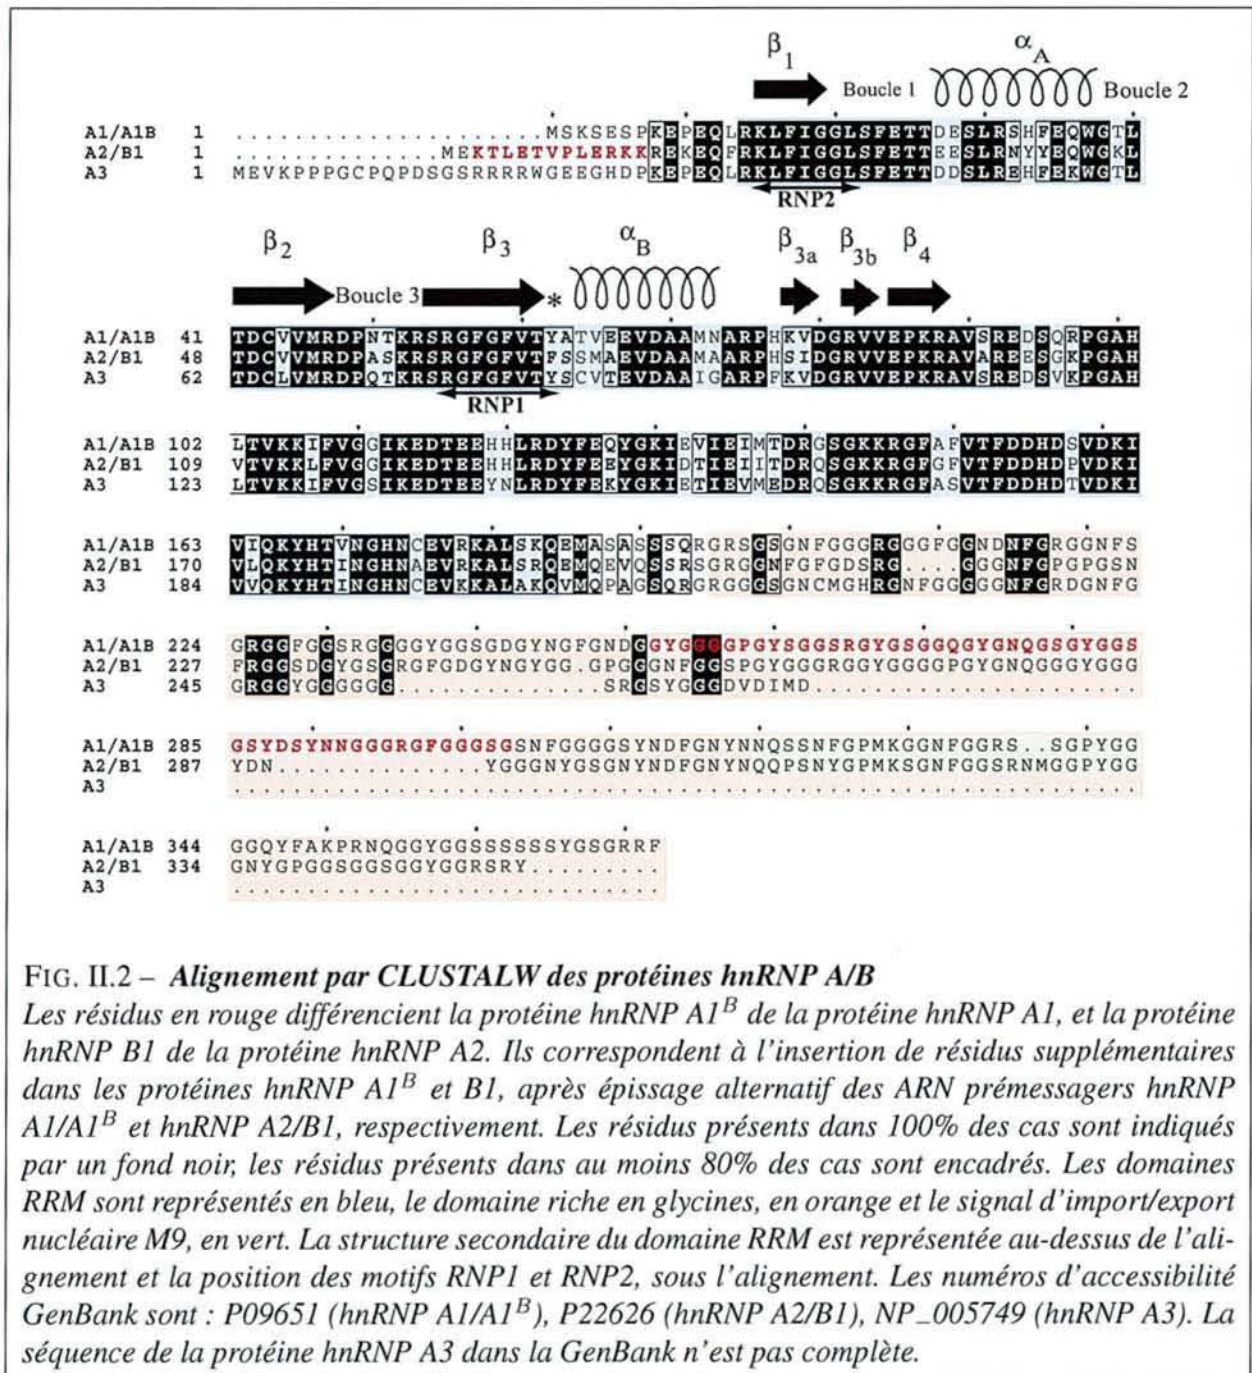 β1 Boucle 1 αA Boucle 2
A1/A1B 1 .....................MSKSESPKEPEQLRKLFIGGLSFETTDESLRSHFEQWGTL
A2/B1 1 ..............MEKTLETVPLERKKREKEQFRKLFIGGLSFETTEESLRNYYEQWGKL
A3 1 MEVKPPPGCPQPDSGSRRRRWGEEGHDPKEPEQLRKLFIGGLSFETTDDSLREHFEKWGTL
RNP2
β2 Boucle 3 β3 * αB β3a β3b β4
A1/A1B 41 TDCVVMRDPNTKRSRGFGFVTYATVEEVDAAMNARPHKVDGRVVEPKRAVSREDSQRPGAH
A2/B1 48 TDCVVMRDPASKRSRGFGFVTFSSMAEVDAAMAARPHSIDGRVVEPKRAVAREESGKPGAH
A3 62 TDCLVMRDPQTKRSRGFGFVTYSCVTEVDAAIGARPFKVDGRVVEPKRAVSREDSVKPGAH
RNP1
A1/A1B 102 LTVKKIFVGGIKEDTEEHHLRDYFEQYGKIEVIEIMTDRGSGKKRGFAFVTFDDHDSVDKI
A2/B1 109 VTVKKLFVGGIKEDTEEHHLRDYFEEYGKIDTIEIITDRQSGKKRGFGFVTFDDHDPVDKI
A3 123 LTVKKIFVGSIKEDTEEYNLRDYFEKYGKIETIEVMEDRQSGKKRGFASVTFDDHDTVDKI
A1/A1B 163 VIQKYHTVNGHNCEVRKALSKQEMASASSSQRGRSGSGNFGGGRGGGFGGNDNFGRGGNFS
A2/B1 170 VLQKYHTINGHNAEVRKALSRQEMQEVQSSRSGRGGNFGFGDSRG....GGGNFGPGPGSN
A3 184 VVQKYHTINGHNCEVKKALAKQVMQPAGSQRGRGGGSGNCMGHRGNFGGGGGNFGRDGNFG
A1/A1B 224 GRGGFGGSRGGGGYGGSGDGYNGFGNDGGYGGGGPGYSGGSRGYGSGGQGYGNQGSGYGGS
A2/B1 227 FRGGSDGYGSGRGFGDGYNGYGG.GPGGGNFGGSPGYGGGRGGYGGGGPGYGNQGGGYGGG
A3 245 GRGGYGGGGGG..............SRGSYGGGDVDIMD......................
A1/A1B 285 GSYDSYNNGGGRGFGGGSGSNFGGGGSYNDFGNYNNQSSNFGPMKGGNFGGRS..SGPYGG
A2/B1 287 YDN..............YGGGNYGSGNYNDFGNYNQQPSNYGPMKSGNFGGSRNMGGPYGG
A3 .............................................................
A1/A1B 344 GGQYFAKPRNQGGYGGSSSSSSYGSGRRF
A2/B1 334 GNYGPGGSGGSGGYGGRSRY.........
A3 .............................
FIG. II.2 – Alignement par CLUSTALW des protéines hnRNP A/B
Les résidus en rouge différencient la protéine hnRNP A1B de la protéine hnRNP A1, et la protéine
hnRNP B1 de la protéine hnRNP A2. Ils correspondent à l'insertion de résidus supplémentaires
dans les protéines hnRNP A1B et B1, après épissage alternatif des ARN prémessagers hnRNP
A1/A1B et hnRNP A2/B1, respectivement. Les résidus présents dans 100% des cas sont indiqués
par un fond noir, les résidus présents dans au moins 80% des cas sont encadrés. Les domaines
RRM sont représentés en bleu, le domaine riche en glycines, en orange et le signal d'import/export
nucléaire M9, en vert. La structure secondaire du domaine RRM est représentée au-dessus de l'ali-
gnement et la position des motifs RNP1 et RNP2, sous l'alignement. Les numéros d'accessibilité
GenBank sont : P09651 (hnRNP A1/A1B), P22626 (hnRNP A2/B1), NP_005749 (hnRNP A3). La
séquence de la protéine hnRNP A3 dans la GenBank n'est pas complète.